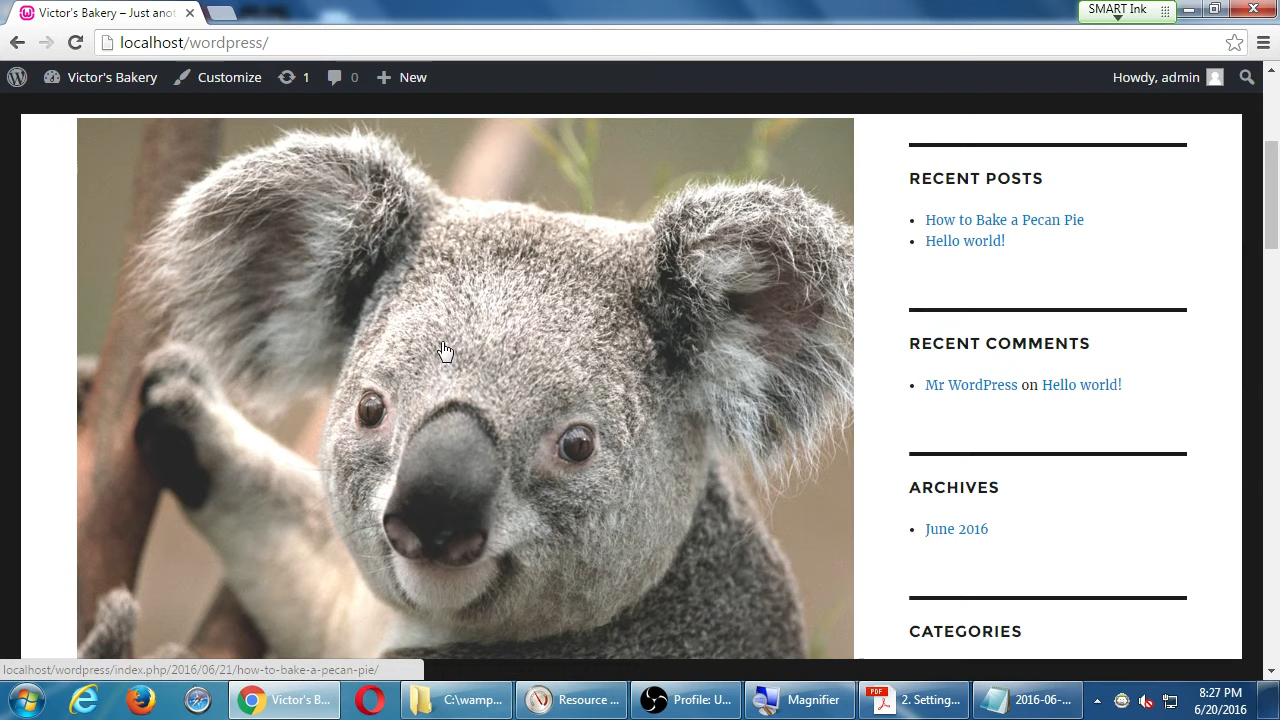 Victor's Bakery – Just anot
SMART Ink
localhost/wordpress/
Victor's Bakery
Customize
1
0
New
Howdy, admin
RECENT POSTS
How to Bake a Pecan Pie
Hello world!
RECENT COMMENTS
Mr WordPress on Hello world!
ARCHIVES
June 2016
CATEGORIES
localhost/wordpress/index.php/2016/06/21/how-to-bake-a-pecan-pie/
Victor's B...
C:\wamp...
Resource ...
Profile: U...
Magnifier
PDF
2. Setting...
2016-06-...
8:27 PM
6/20/2016